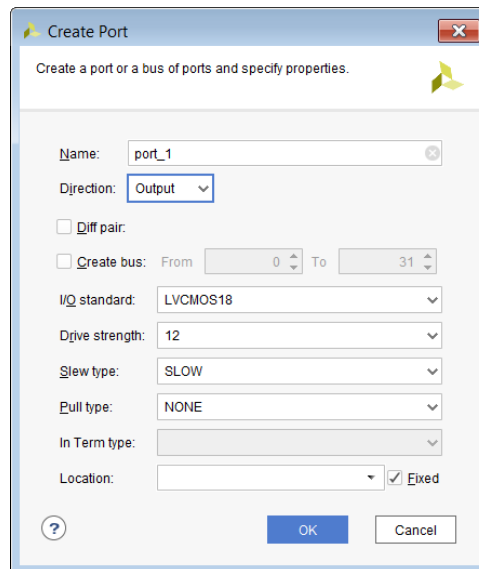 Create Port
Create a port or a bus of ports and specify properties.
Name: port_1
Direction: Output
Diff pair:
Create bus: From 0 To 31
I/O standard: LVCMOS18
Drive strength: 12
Slew type: SLOW
Pull type: NONE
In Term type:
Location: Fixed
? OK Cancel